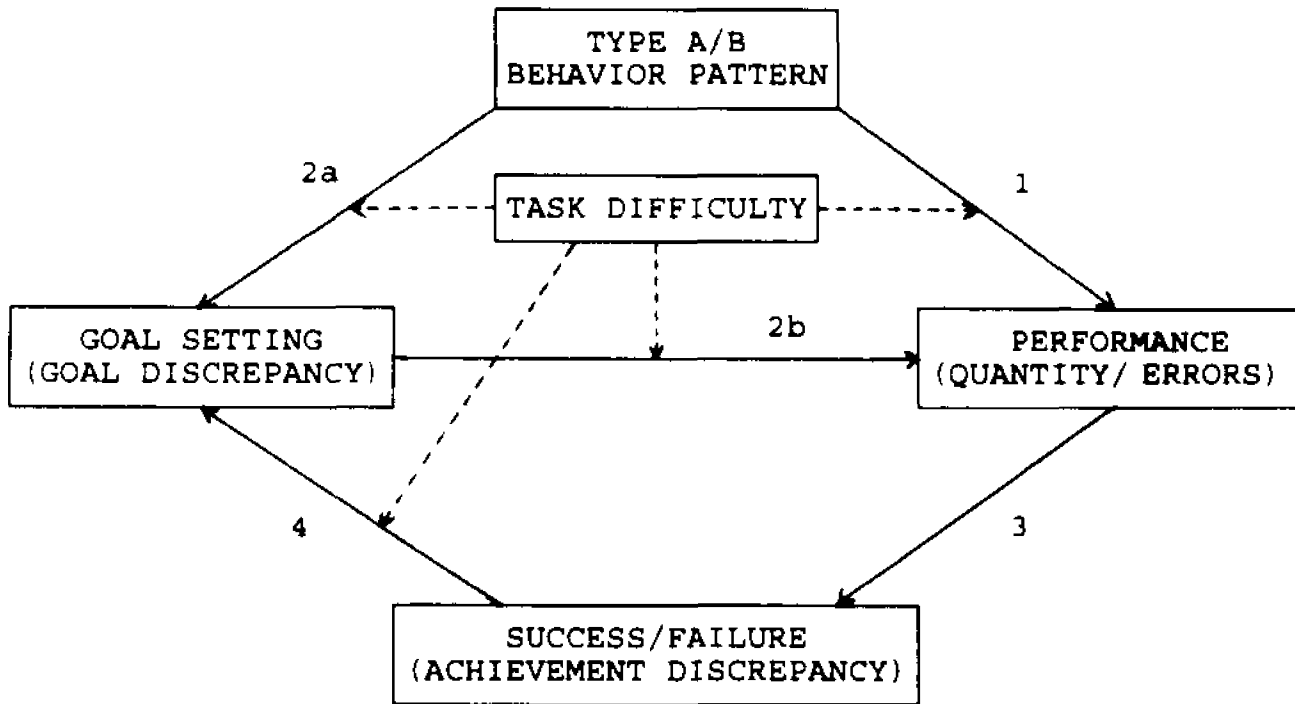 TYPE A/B
BEHAVIOR PATTERN
2a
TASK DIFFICULTY
1
GOAL SETTING
(GOAL DISCREPANCY)
2b
PERFORMANCE
(QUANTITY/ ERRORS)
4
3
SUCCESS/FAILURE
(ACHIEVEMENT DISCREPANCY)